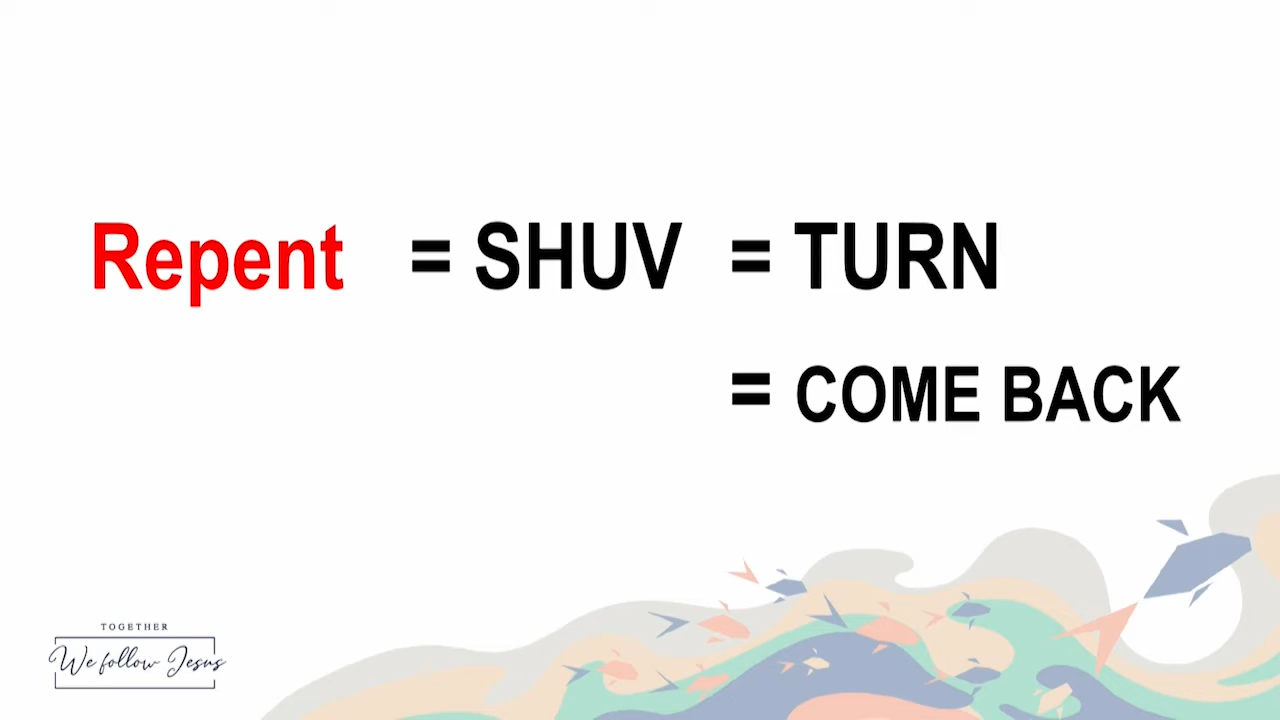 Repent = SHUV = TURN
= COME BACK
TOGETHER
We follow Jesus